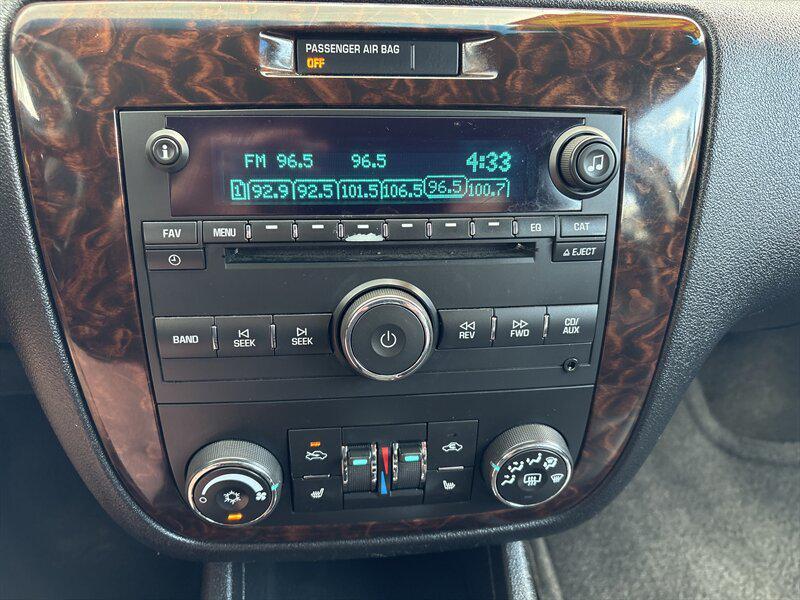 PASSENGER AIR BAG
OFF
FM 96.5 96.5 4:33
1 92.9 92.5 101.5 106.5 96.5 100.7
FAV MENU EQ CAT
EJECT
BAND SEEK SEEK REV FWD CD/
AUX